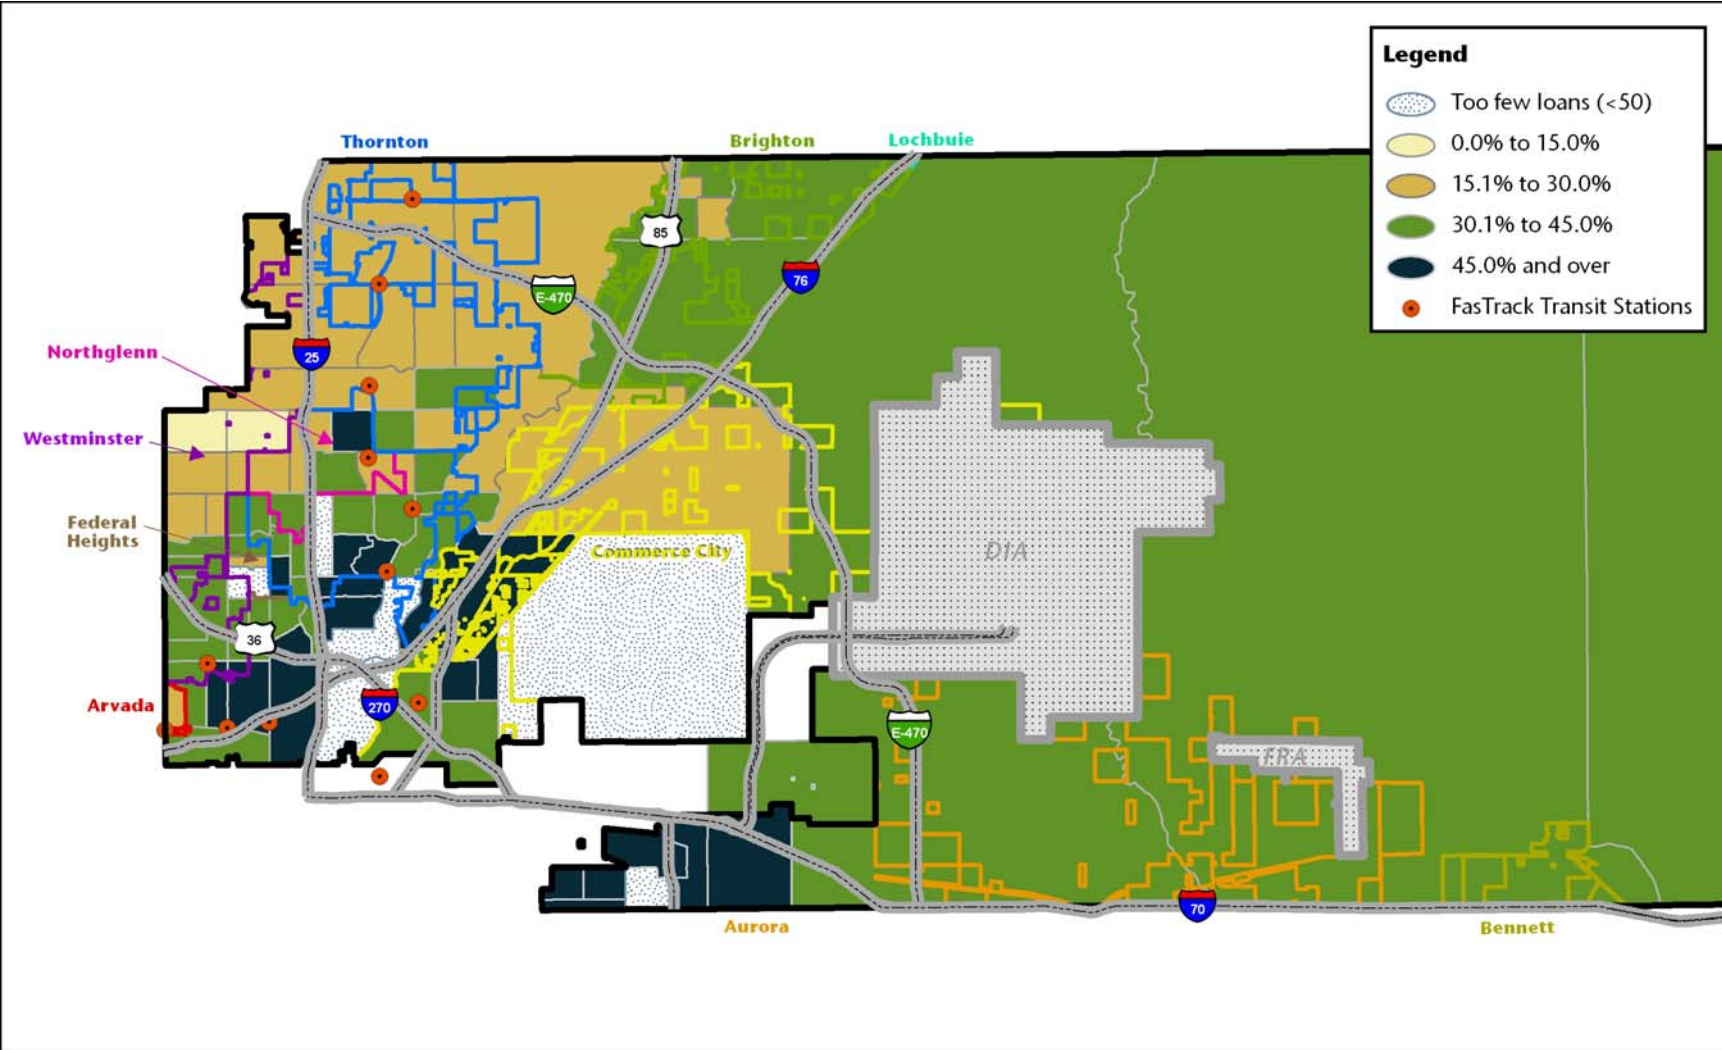 Legend
Too few loans (<50)
0.0% to 15.0%
15.1% to 30.0%
30.1% to 45.0%
45.0% and over
FasTrack Transit Stations
Thornton
Brighton
Lochbuie
85
76
E-470
25
Northglenn
Westminster
Federal
Heights
Commerce City
DIA
36
Arvada
270
E-470
FRA
70
Aurora
Bennett